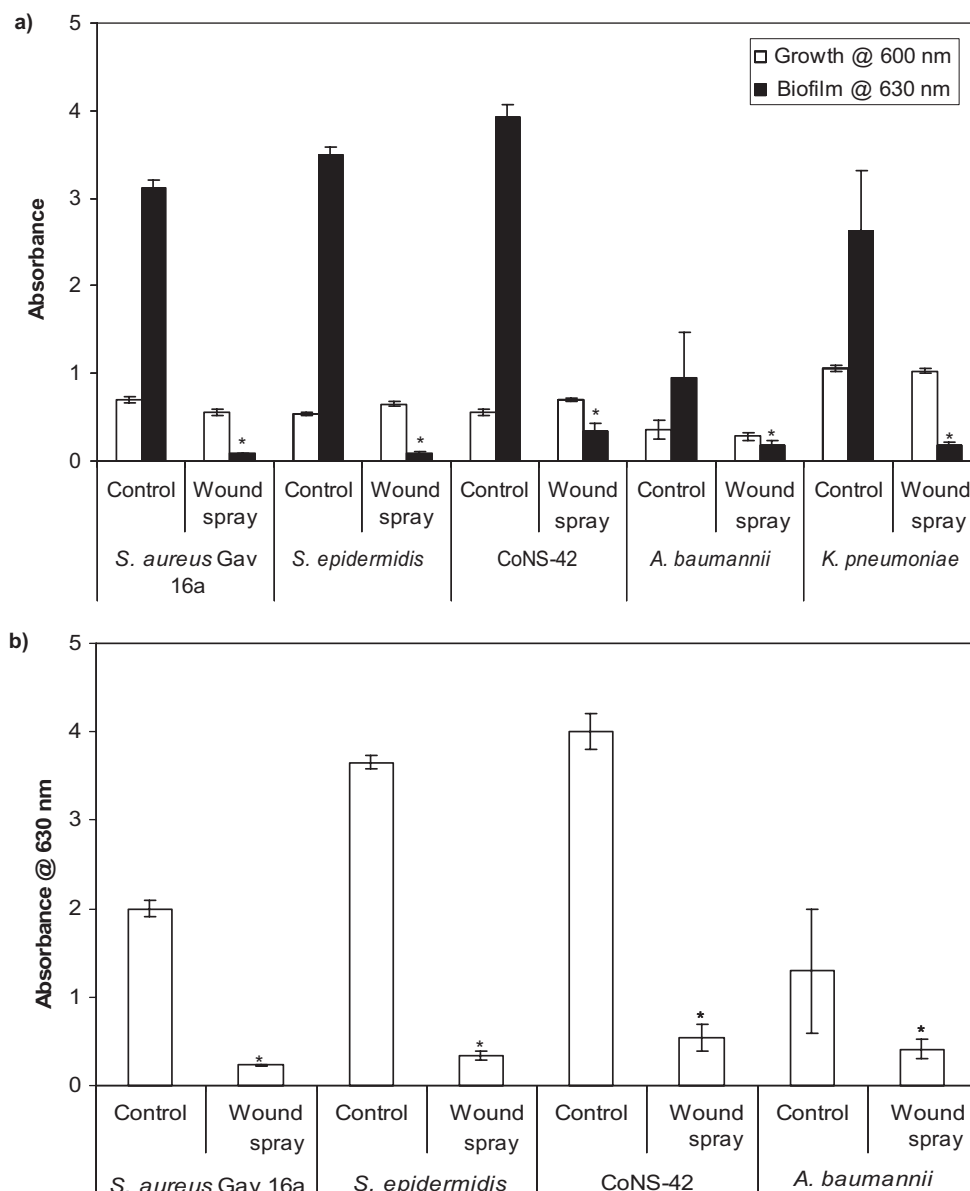 a)
5
4
3
2
1
0
Absorbance
Growth @ 600 nm
Biofilm @ 630 nm
* * * * *
Control Wound spray Control Wound spray Control Wound spray Control Wound spray Control Wound spray
S. aureus Gav 16a S. epidermidis CoNS-42 A. baumannii K. pneumoniae
b)
5
4
3
2
1
0
Absorbance @ 630 nm
* * * *
Control Wound spray Control Wound spray Control Wound spray Control Wound spray
S. aureus Gav 16a S. epidermidis CoNS-42 A. baumannii